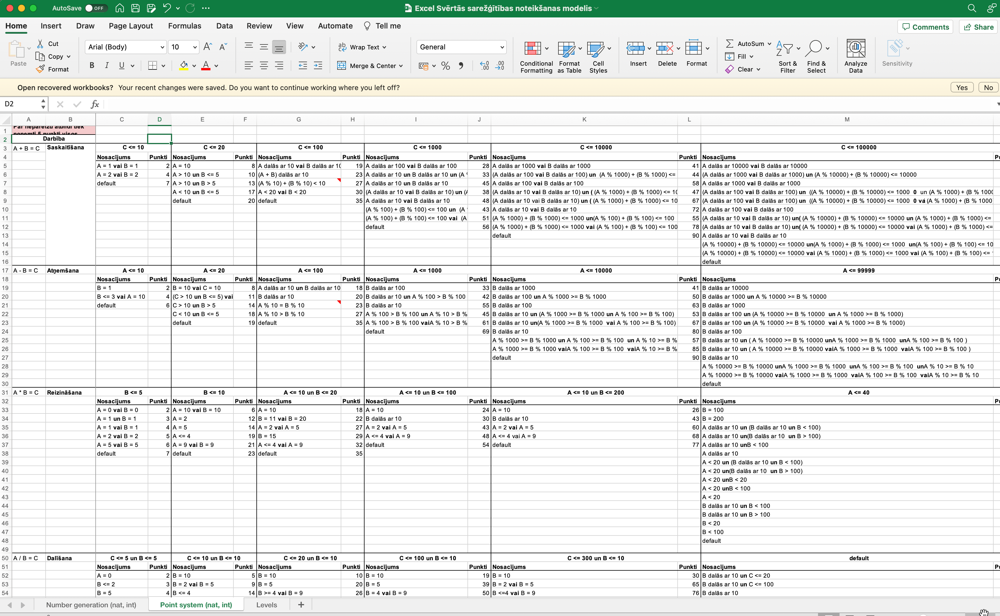 AutoSave OFF Excel Svērtās sarežģītības noteikšanas modelis
Home Insert Draw Page Layout Formulas Data Review View Automate Tell me Comments Share
Paste Cut Copy Format Arial (Body) 10 Wrap Text Merge & Center General Conditional Formatting Format as Table Cell Styles Insert Delete Format AutoSum Fill Clear Sort & Filter Find & Select Analyze Data Sensitivity
B I U
Open recovered workbooks? Your recent changes were saved. Do you want to continue working where you left off? Yes No
D2 fx
A B C D E F G H I J K L M
1 Par nepareizu atbildi tiek
noņemti 5 punkti visos
2 Darbība
3 A + B = C Saskaitīšana C <= 10 C <= 20 C <= 100 C <= 1000 C <= 10000 C <= 100000
4 Nosacījums Punkti Nosacījums Punkti Nosacījums Punkti Nosacījums Punkti Nosacījums Punkti Nosacījums
5 A = 1 vai B = 1 2 A = 10 8 A dalās ar 10 vai B dalās ar 10 19 A dalās ar 100 vai B dalās ar 100 28 A dalās ar 1000 vai B dalās ar 1000 41 A dalās ar 10000 vai B dalās ar 10000
6 A = 2 vai B = 2 4 A > 10 un B <= 5 10 (A + B) dalās ar 10 23 A dalās ar 10 un B dalās ar 10 un (A 33 (A dalās ar 100 vai B dalās ar 100) un (A % 1000) + (B % 1000) <= 44 (A dalās ar 1000 vai B dalās ar 1000) un (A % 10000) + (B % 10000) <= 10000
7 default 7 A > 10 un B > 5 13 (A % 10) + (B % 10) < 10 27 A dalās ar 10 un B dalās ar 10 45 A dalās ar 100 vai B dalās ar 100 58 A dalās ar 1000 vai B dalās ar 1000
8 A < 10 un B <= 5 17 A < 20 vai B < 20 30 (A dalās ar 10 vai B dalās ar 10) un (A 38 (A dalās ar 10 vai B dalās ar 10) un ( (A % 1000) + (B % 1000) <= 10 47 (A dalās ar 100 vai B dalās ar 100) un ((A % 10000) + (B % 10000) <= 1000 0 un (A % 1000) + (B % 1000
9 default 20 default 35 A dalās ar 10 vai B dalās ar 10 48 (A dalās ar 10 vai B dalās ar 10) un ( (A % 1000) + (B % 1000) <= 10 67 (A dalās ar 100 vai B dalās ar 100) un ((A % 10000) + (B % 10000) <= 1000 0 vai (A % 1000) + (B % 1000
10 (A % 100) + (B % 100) <= 100 un (A 43 A dalās ar 10 vai B dalās ar 10 72 A dalās ar 100 vai B dalās ar 100
11 (A % 100) + (B % 100) <= 100 vai (A 51 (A % 1000) + (B % 1000) <= 1000 un(A % 100) + (B % 100) <= 100 55 (A dalās ar 10 vai B dalās ar 10) un( (A % 10000) + (B % 10000) <= 10000 un (A % 1000) + (B % 1000) <=
12 default 56 (A % 1000) + (B % 1000) <= 1000 vai (A % 100) + (B % 100) <= 100 78 (A dalās ar 10 vai B dalās ar 10) un( (A % 10000) + (B % 10000) <= 10000 vai (A % 1000) + (B % 1000) <=
13 default 90 A dalās ar 10 vai B dalās ar 10
14 (A % 10000) + (B % 10000) <= 10000 un(A % 1000) + (B % 1000) <= 1000 un(A % 100) + (B % 100) <= 10
15 (A % 10000) + (B % 10000) <= 10000 vai (A % 1000) + (B % 1000) <= 1000 vai (A % 100) + (B % 100) <=
16 default
17 A - B = C Atņemšana A <= 10 A <= 20 A <= 100 A <= 1000 A <= 10000 A <= 99999
18 Nosacījums Punkti Nosacījums Punkti Nosacījums Punkti Nosacījums Punkti Nosacījums Punkti Nosacījums
19 B = 1 2 B = 10 vai C = 10 8 A dalās ar 10 un B dalās ar 10 18 B dalās ar 100 33 B dalās ar 1000 41 B dalās ar 10000
20 B <= 3 vai A = 10 4 (C > 10 un B <= 5) vai 11 B dalās ar 10 20 B dalās ar 10 un A % 100 > B % 100 42 B dalās ar 100 un A % 1000 >= B % 1000 50 B dalās ar 1000 un A % 10000 >= B % 10000
21 default 6 C > 10 un B > 5 14 A % 10 = B % 10 23 B dalās ar 10 55 B dalās ar 100 63 B dalās ar 1000
22 C < 10 un B <= 5 18 A % 10 > B % 10 27 A % 100 > B % 100 un A % 10 > B % 45 B dalās ar 10 un (A % 1000 >= B % 1000 un A % 100 >= B % 100) 53 B dalās ar 100 un (A % 10000 >= B % 10000 un A % 1000 >= B % 1000)
23 default 19 default 35 A % 100 > B % 100 vaiA % 10 > B % 61 B dalās ar 10 un(A % 1000 >= B % 1000 vai A % 100 >= B % 100) 67 B dalās ar 100 un (A % 10000 >= B % 10000 vai A % 1000 >= B % 1000)
24 default 69 B dalās ar 10 80 B dalās ar 100
25 A % 1000 >= B % 1000 un A % 100 >= B % 100 un A % 10 >= B % 57 B dalās ar 10 un ( A % 10000 >= B % 10000 unA % 1000 >= B % 1000 unA % 100 >= B % 100 )
26 A % 1000 >= B % 1000 vaiA % 100 >= B % 100 vaiA % 10 >= B % 85 B dalās ar 10 un ( A % 10000 >= B % 10000 vaiA % 1000 >= B % 1000 vaiA % 100 >= B % 100 )
27 default 90 B dalās ar 10
28 A % 10000 >= B % 10000 unA % 1000 >= B % 1000 unA % 100 >= B % 100 unA % 10 >= B % 10
29 A % 10000 >= B % 10000 vaiA % 1000 >= B % 1000 vaiA % 100 >= B % 100 vaiA % 10 >= B % 10
30 default
31 A * B = C Reizināšana B <= 5 B <= 10 A <= 10 un B <= 20 A <= 10 un B <= 100 A <= 10 un B <= 200 A <= 40
32 Nosacījums Punkti Nosacījums Punkti Nosacījums Punkti Nosacījums Punkti Nosacījums Punkti Nosacījums
33 A = 0 vai B = 0 2 A = 10 vai B = 10 6 A = 10 18 A = 10 24 A = 10 26 B = 100
34 A = 1 un B = 1 3 A = 2 12 B = 11 vai B = 20 22 B dalās ar 10 30 B dalās ar 10 43 B = 200
35 A = 1 vai B = 1 4 A = 5 14 A = 2 vai A = 5 27 A = 2 vai A = 5 43 A = 2 vai A = 5 60 A dalās ar 10 un (B dalās ar 10 un B < 100)
36 A = 2 vai B = 2 5 A <= 4 19 B = 15 29 A <= 4 vai A = 9 48 A <= 4 vai A = 9 68 A dalās ar 10 un(B dalās ar 10 un B > 100)
37 A = 5 vai B = 5 6 A = 9 vai B = 9 21 A <= 4 vai A = 9 32 default 54 default 77 A dalās ar 10 unB < 100
38 default 7 default 23 default 35 A dalās ar 10
39 A < 20 un (B dalās ar 10 un B < 100)
40 A < 20 un(B dalās ar 10 un B > 100)
41 A < 20 unB < 20
42 A < 20 unB < 100
43 A < 20
44 B dalās ar 10 un B < 100
45 B dalās ar 10 un B > 100
46 B < 20
47 B < 100
48 default
49
50 A / B = C Dalīšana C <= 5 un B <= 5 C <= 10 un B <= 10 C <= 20 un B <= 10 C <= 100 un B <= 10 C <= 300 un B <= 10 default
51 Nosacījums Punkti Nosacījums Punkti Nosacījums Punkti Nosacījums Punkti Nosacījums Punkti Nosacījums
52 A = 0 2 B = 10 5 B = 10 10 B = 10 19 B = 10 30 B dalās ar 10 un C <= 20
53 B <= 2 3 B = 2 vai B = 5 9 B = 5 20 B = 5 39 B = 2 vai B = 5 65 B dalās ar 10 un C <= 100
54 B = 5 4 B <= 4 14 B >= 4 vai B = 9 26 B = 4 vai B = 9 50 B <=4 vai B = 9 76 B dalās ar 10
Number generation (nat, int) Point system (nat, int) Levels +